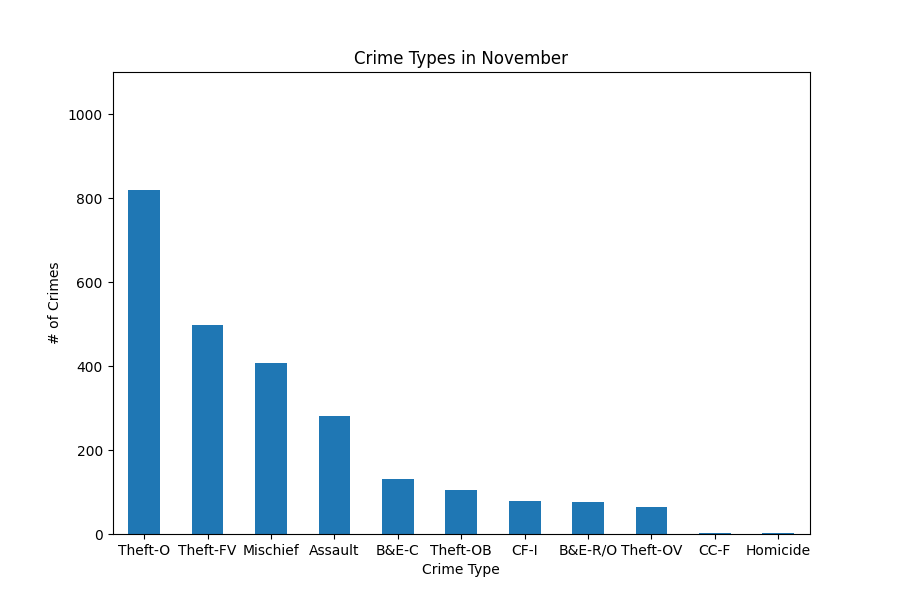 Crime Types in November
1000
800
600
400
200
0
# of Crimes
Theft-O Theft-FV Mischief Assault B&E-C Theft-OB CF-I B&E-R/O Theft-OV CC-F Homicide
Crime Type